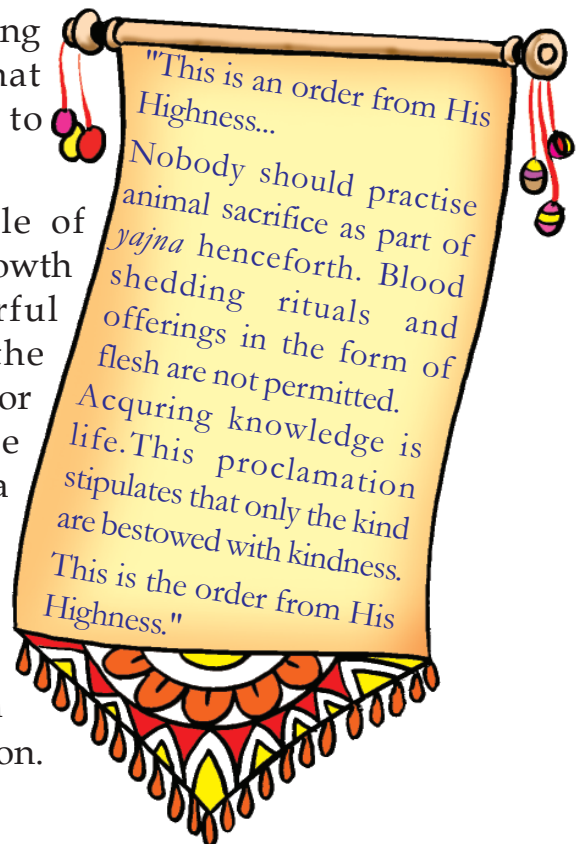 ing
hat
to
le of
owth
rful
the
or
e
a
on.
"This is an order from His
Highness...
Nobody should practise
animal sacrifice as part of
yajna henceforth. Blood
shedding rituals and
offerings in the form of
flesh are not permitted.
Acquring knowledge is
life.This proclamation
stipulates that only the kind
are bestowed with kindness.
This is the order from His
Highness."